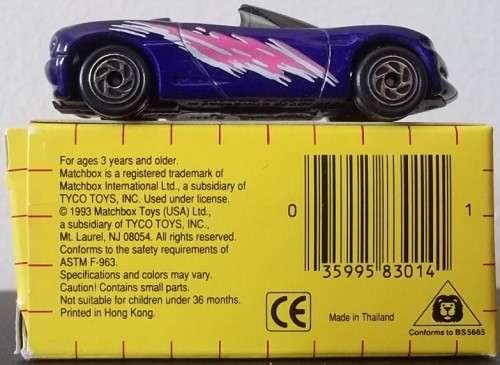 For ages 3 years and older.
Matchbox is a registered trademark of
Matchbox International Ltd., a subsidiary of
TYCO TOYS, INC. Used under license.
© 1993 Matchbox Toys (USA) Ltd.,
a subsidiary of TYCO TOYS, INC.,
Mt. Laurel, NJ 08054. All rights reserved.
Conforms to the safety requirements of
ASTM F-963.
Specifications and colors may vary.
Caution! Contains small parts.
Not suitable for children under 36 months.
Printed in Hong Kong.
0 35995 83014 1
CE
Made in Thailand
Conforms to BS5665